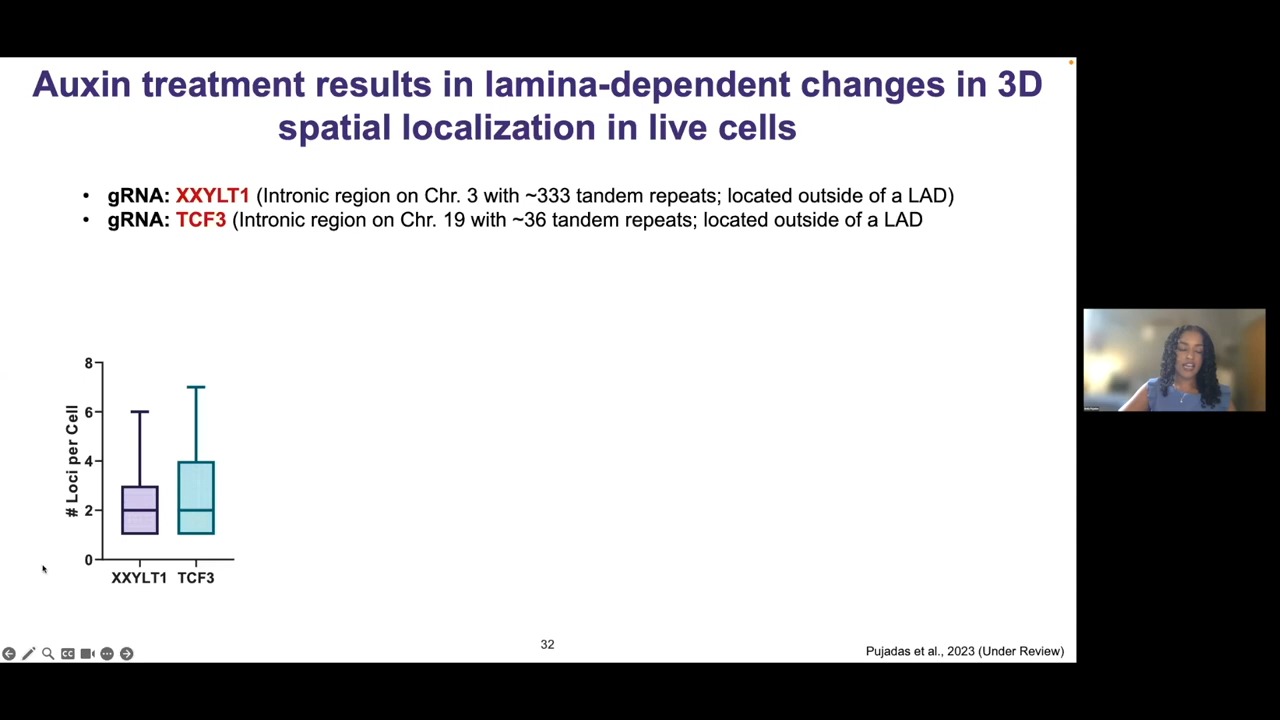 Auxin treatment results in lamina-dependent changes in 3D
spatial localization in live cells
• gRNA: XXYLT1 (Intronic region on Chr. 3 with ~333 tandem repeats; located outside of a LAD)
• gRNA: TCF3 (Intronic region on Chr. 19 with ~36 tandem repeats; located outside of a LAD
8
6
4
2
0
# Loci per Cell
XXYLT1 TCF3
32
Pujadas et al., 2023 (Under Review)
CC